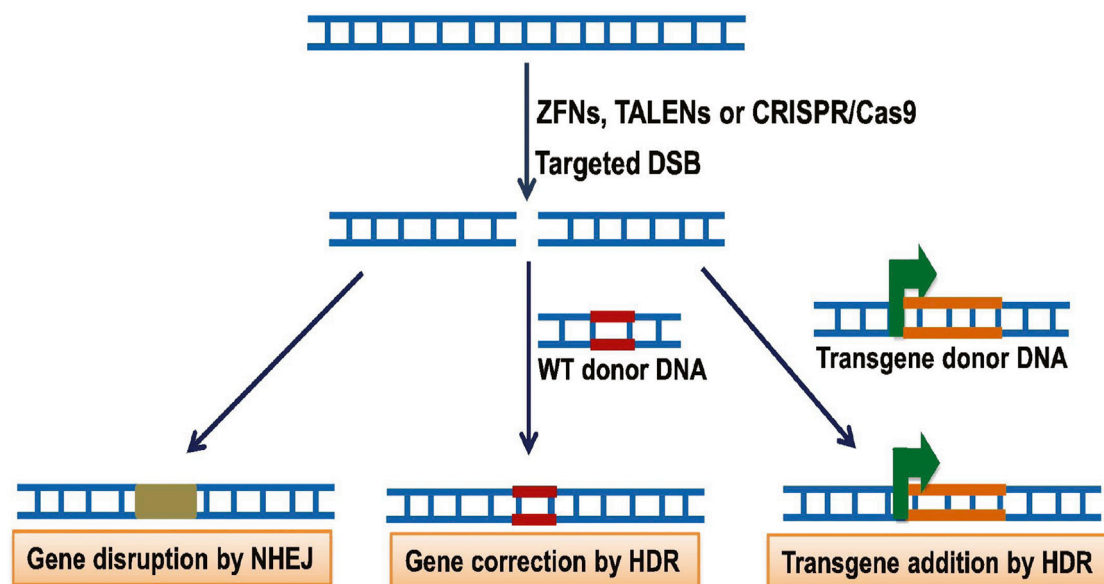 ZFNs, TALENs or CRISPR/Cas9
Targeted DSB
WT donor DNA
Transgene donor DNA
Gene disruption by NHEJ
Gene correction by HDR
Transgene addition by HDR